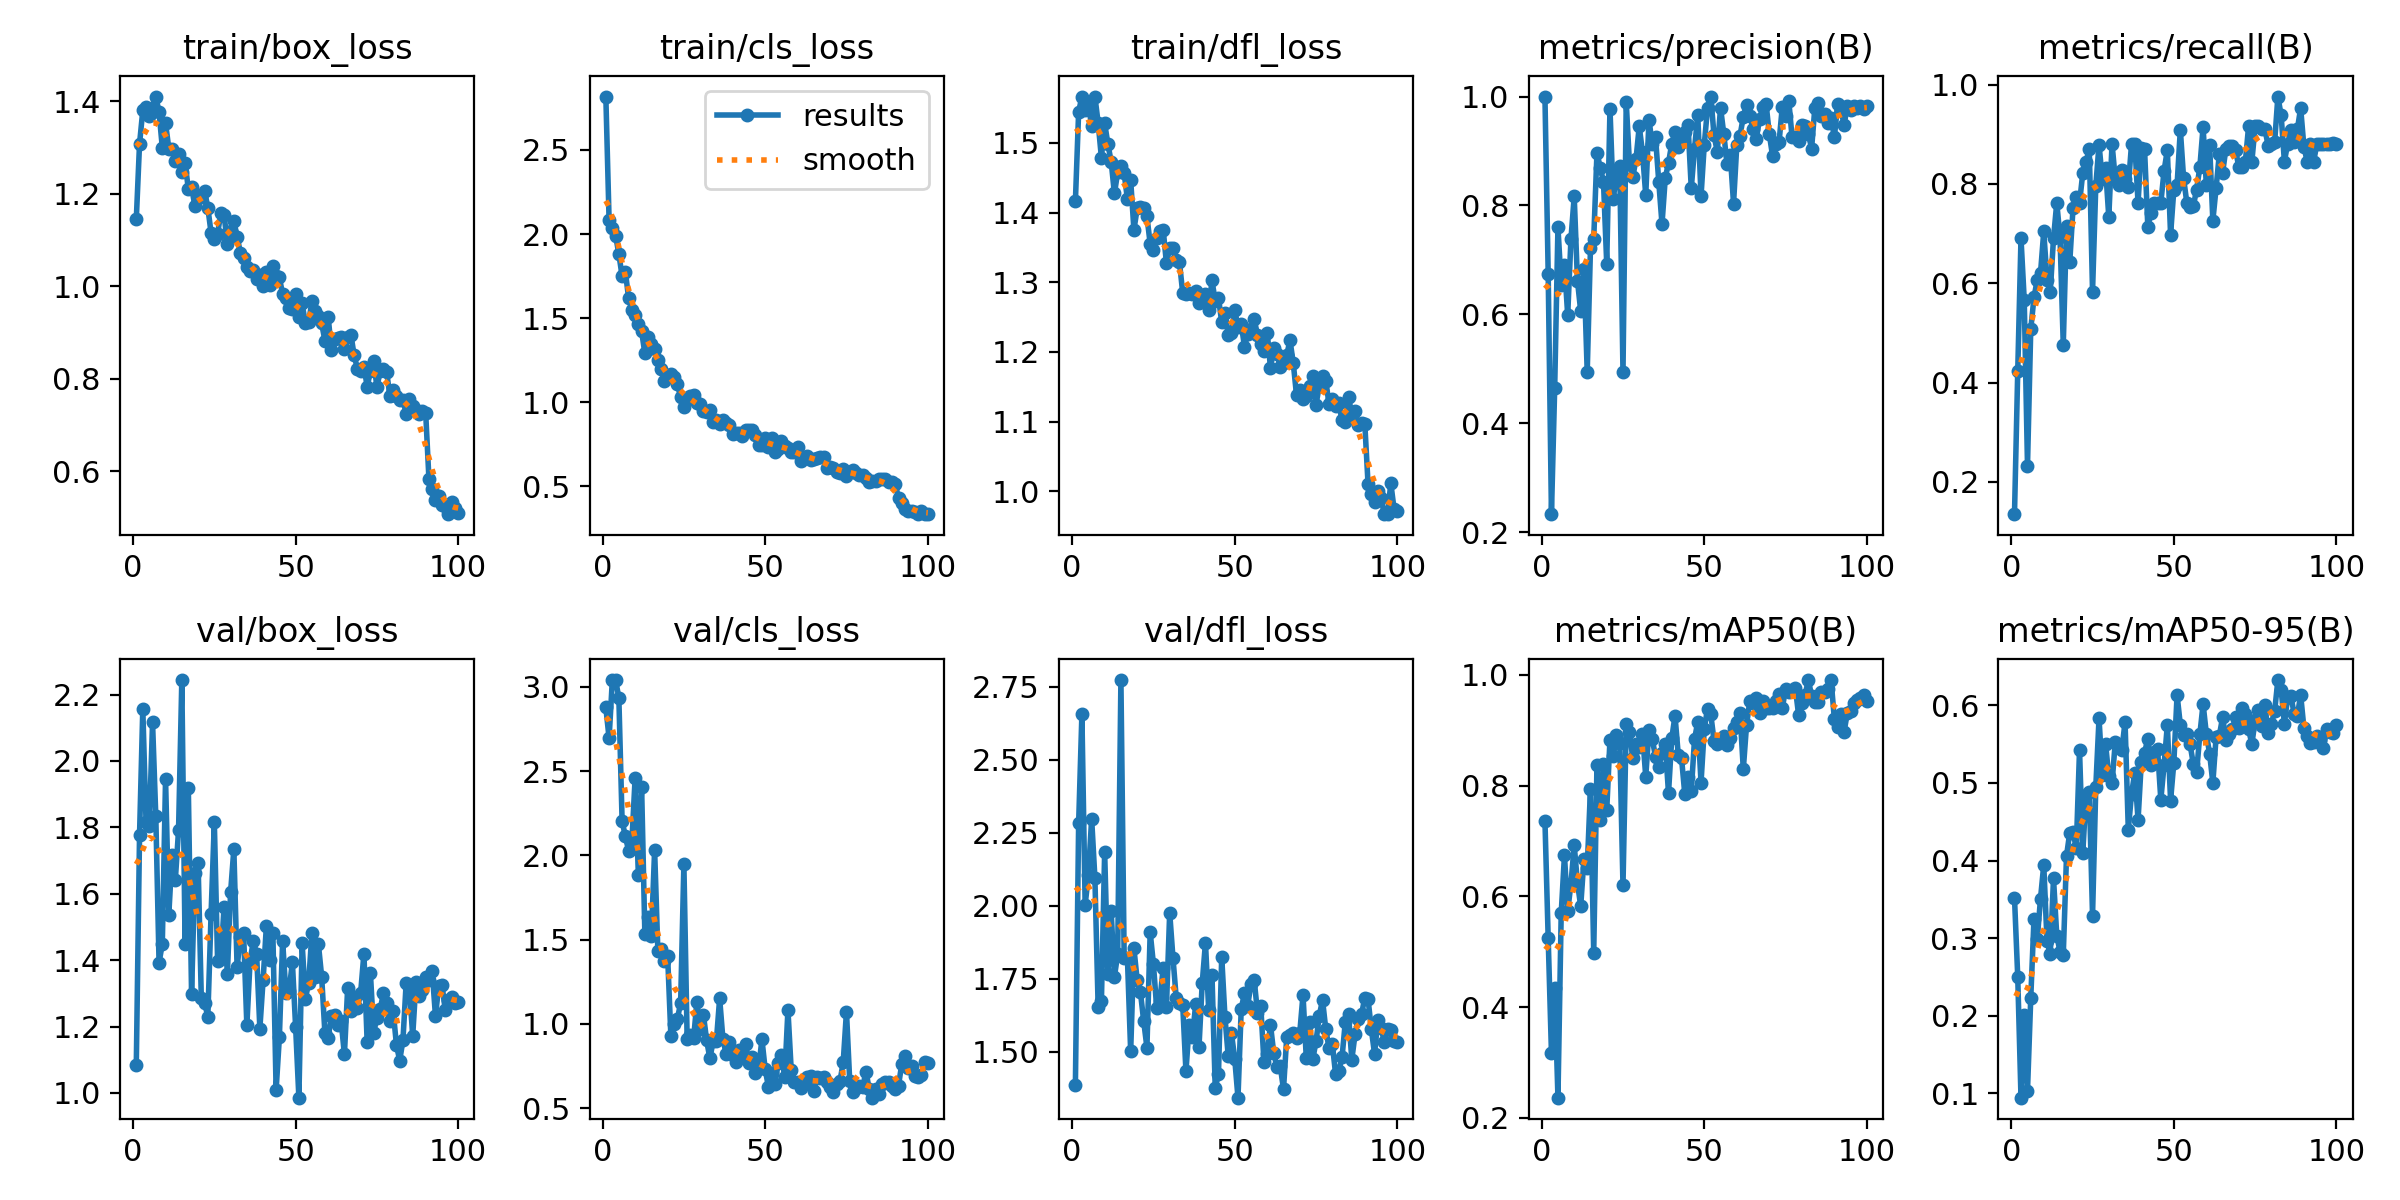 train/box_loss
1.4
1.2
1.0
0.8
0.6
0 50 100
train/cls_loss
results
smooth
2.5
2.0
1.5
1.0
0.5
0 50 100
train/dfl_loss
1.5
1.4
1.3
1.2
1.1
1.0
0 50 100
metrics/precision(B)
1.0
0.8
0.6
0.4
0.2
0 50 100
metrics/recall(B)
1.0
0.8
0.6
0.4
0.2
0 50 100
val/box_loss
2.2
2.0
1.8
1.6
1.4
1.2
1.0
0 50 100
val/cls_loss
3.0
2.5
2.0
1.5
1.0
0.5
0 50 100
val/dfl_loss
2.75
2.50
2.25
2.00
1.75
1.50
0 50 100
metrics/mAP50(B)
1.0
0.8
0.6
0.4
0.2
0 50 100
metrics/mAP50-95(B)
0.6
0.5
0.4
0.3
0.2
0.1
0 50 100